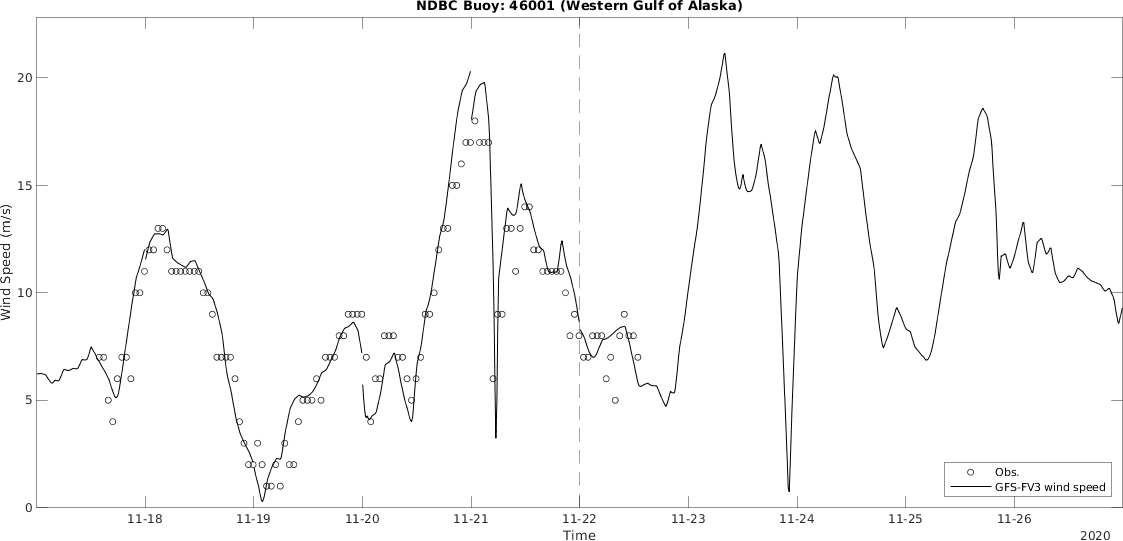 NDBC Buoy: 46001 (Western Gulf of Alaska)
20
15
10
5
0
Wind Speed (m/s)
11-18 11-19 11-20 11-21 11-22 11-23 11-24 11-25 11-26
Time
2020
Obs.
GFS-FV3 wind speed